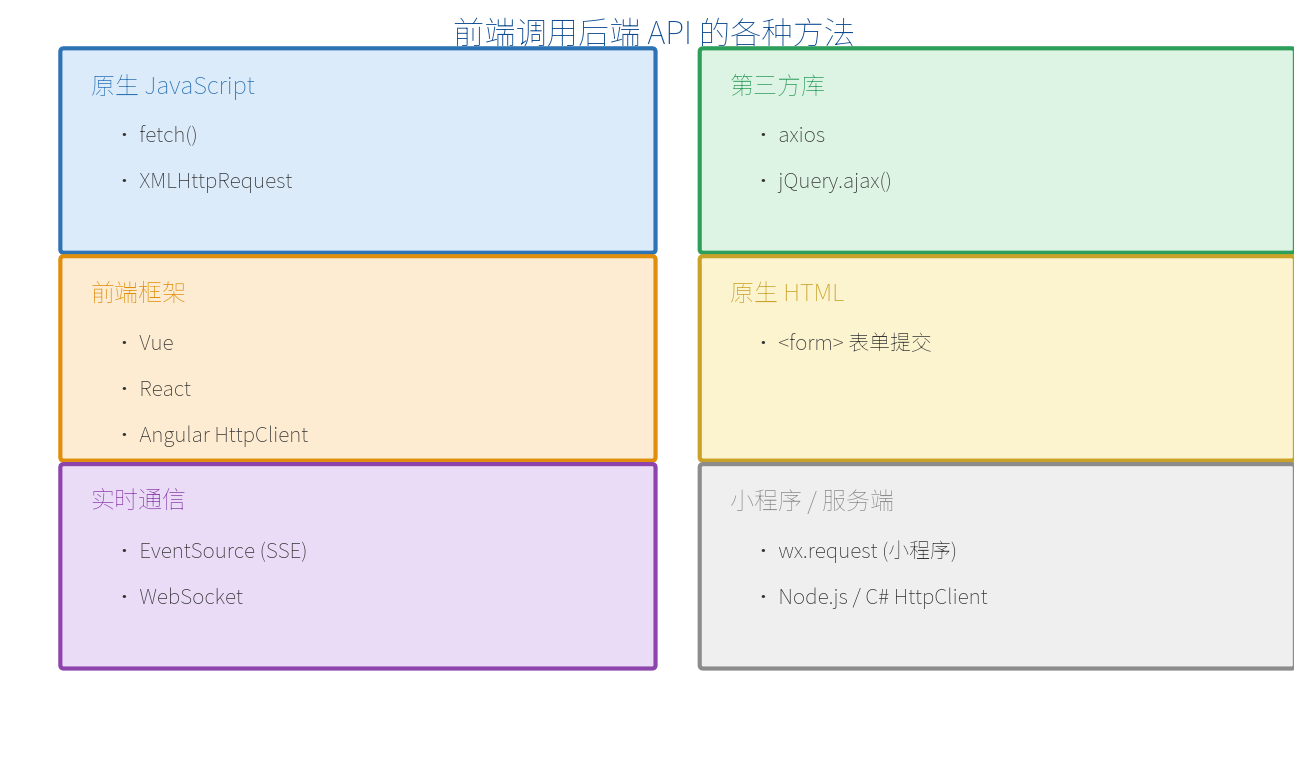 前端调用后端 API 的各种方法
原生 JavaScript
• fetch()
• XMLHttpRequest
第三方库
• axios
• jQuery.ajax()
前端框架
• Vue
• React
• Angular HttpClient
原生 HTML
• <form> 表单提交
实时通信
• EventSource (SSE)
• WebSocket
小程序 / 服务端
• wx.request (小程序)
• Node.js / C# HttpClient